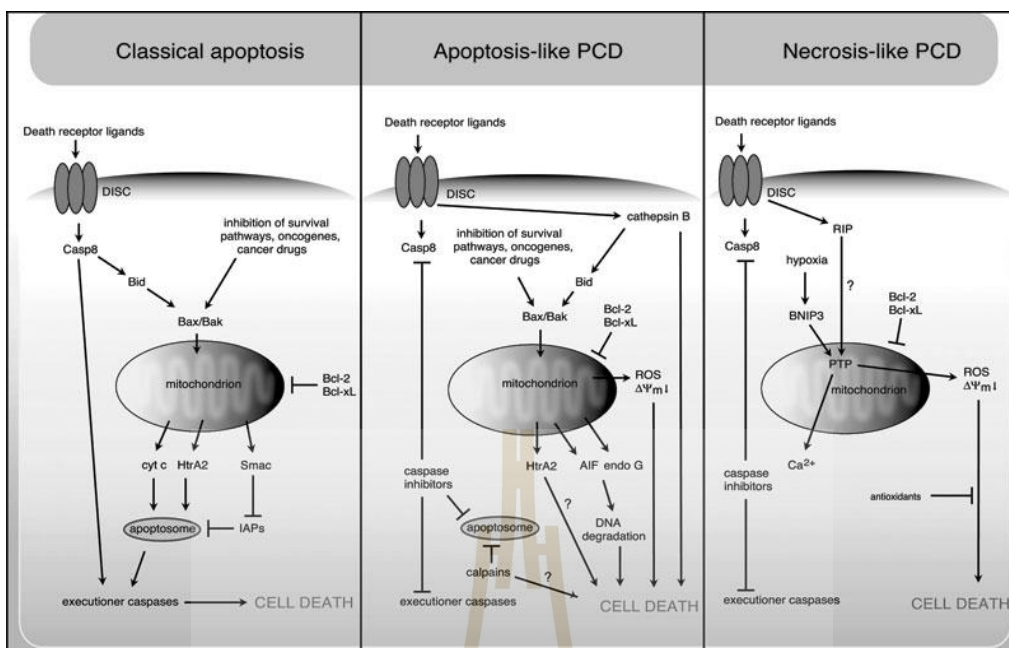 Classical apoptosis
Death receptor ligands
DISC
inhibition of survival
pathways, oncogenes,
cancer drugs
Casp8
Bid
Bax/Bak
mitochondrion
Bcl-2
Bcl-xL
cyt c
HtrA2
Smac
apoptosome
IAPs
executioner caspases
CELL DEATH
Apoptosis-like PCD
Death receptor ligands
DISC
cathepsin B
Casp8
inhibition of survival
pathways, oncogenes,
cancer drugs
Bid
Bax/Bak
Bcl-2
Bcl-xL
mitochondrion
ROS
ΔΨm↓
HtrA2
AIF
endo G
caspase
inhibitors
?
DNA
degradation
apoptosome
calpains
?
executioner caspases
CELL DEATH
Necrosis-like PCD
Death receptor ligands
DISC
RIP
Casp8
hypoxia
?
BNIP3
Bcl-2
Bcl-xL
PTP
mitochondrion
ROS
ΔΨm↓
Ca2+
caspase
inhibitors
antioxidants
executioner caspases
CELL DEATH